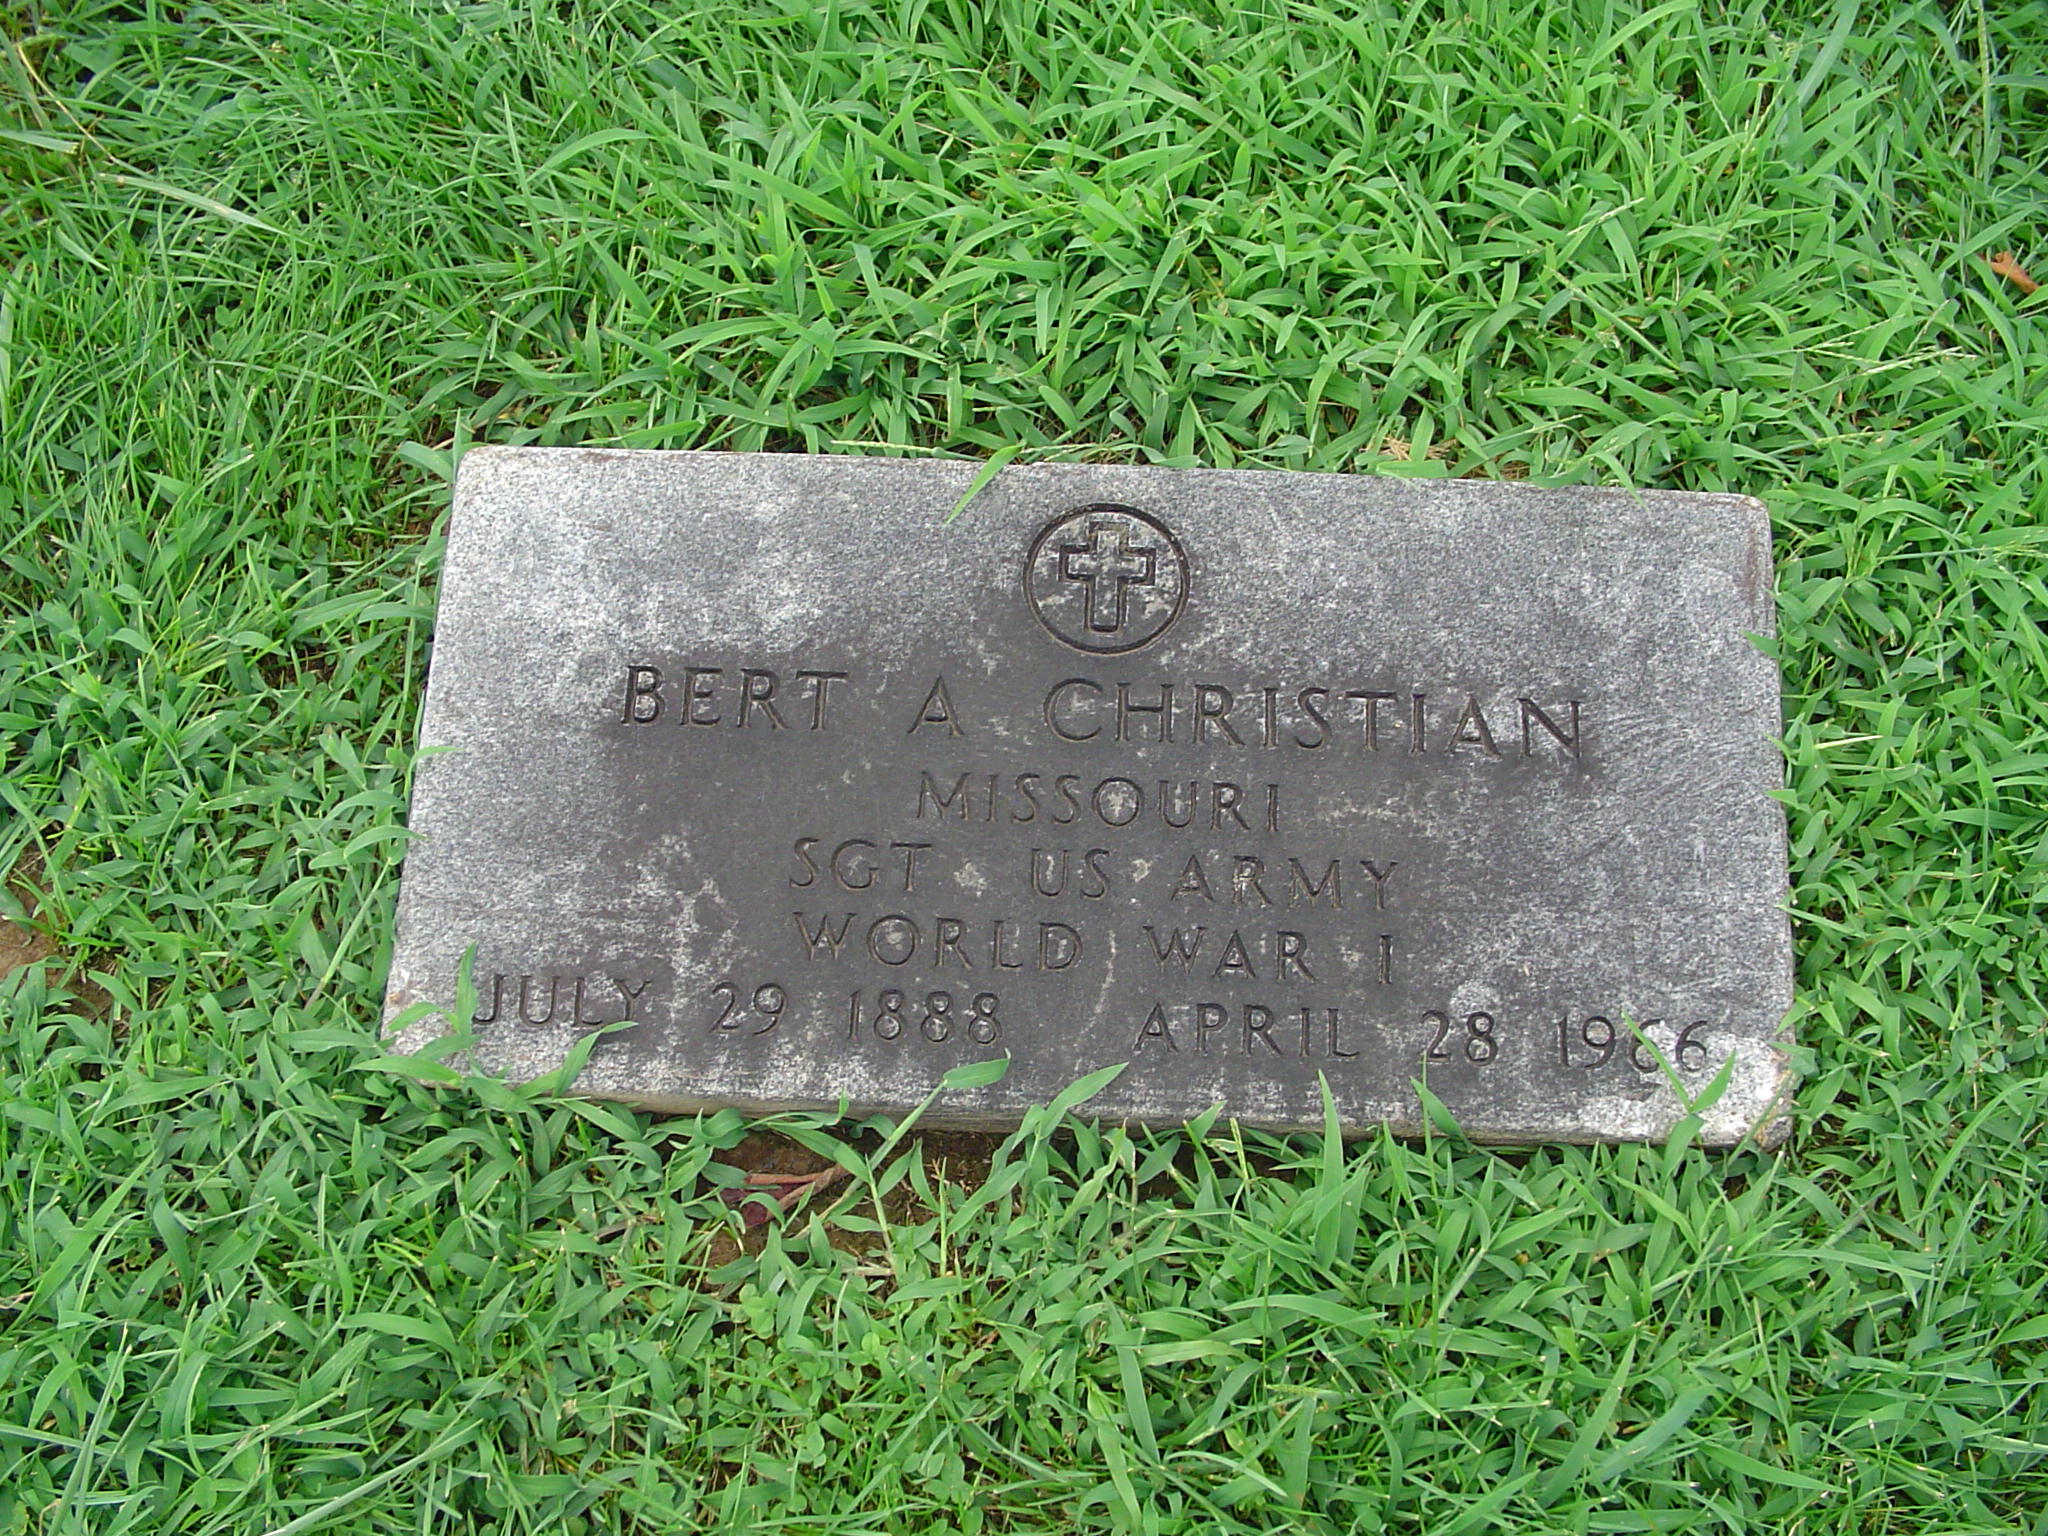 BERT A CHRISTIAN
MISSOURI
SGT US ARMY
WORLD WAR I
JULY 29 1888 APRIL 28 1966